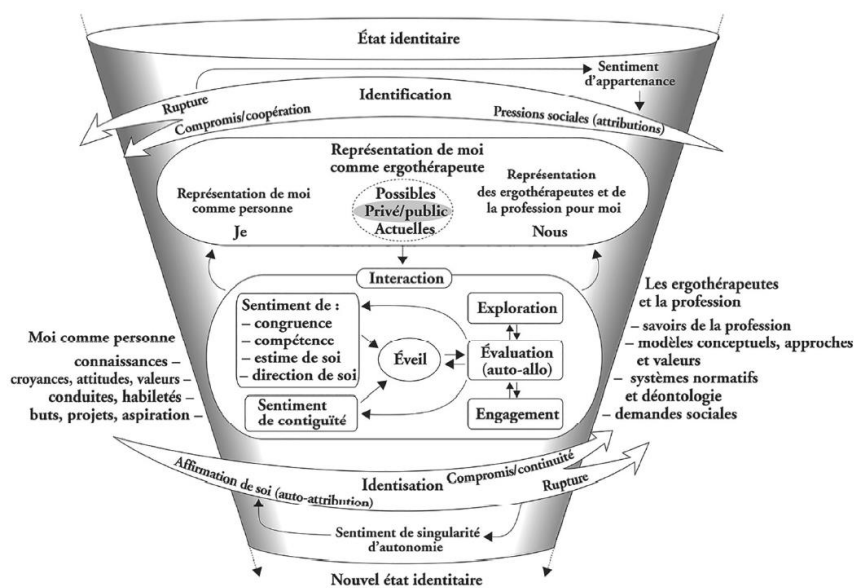 État identitaire
Sentiment
d'appartenance
Rupture
Identification
Compromis/coopération
Pressions sociales (attributions)
Représentation de moi
comme ergothérapeute
Représentation de moi
comme personne
Je
Possibles
Privé/public
Actuelles
Représentation
des ergothérapeutes et de
la profession pour moi
Nous
Interaction
Sentiment de :
– congruence
– compétence
– estime de soi
– direction de soi
Sentiment
de contiguïté
Éveil
Exploration
Évaluation
(auto-allo)
Engagement
Moi comme personne
connaissances –
croyances, attitudes, valeurs –
conduites, habiletés –
buts, projets, aspiration –
Les ergothérapeutes
et la profession
– savoirs de la profession
– modèles conceptuels, approches
et valeurs
– systèmes normatifs
et déontologie
– demandes sociales
Affirmation de soi (auto-attribution)
Identisation
Compromis/continuité
Rupture
Sentiment de singularité
d'autonomie
Nouvel état identitaire